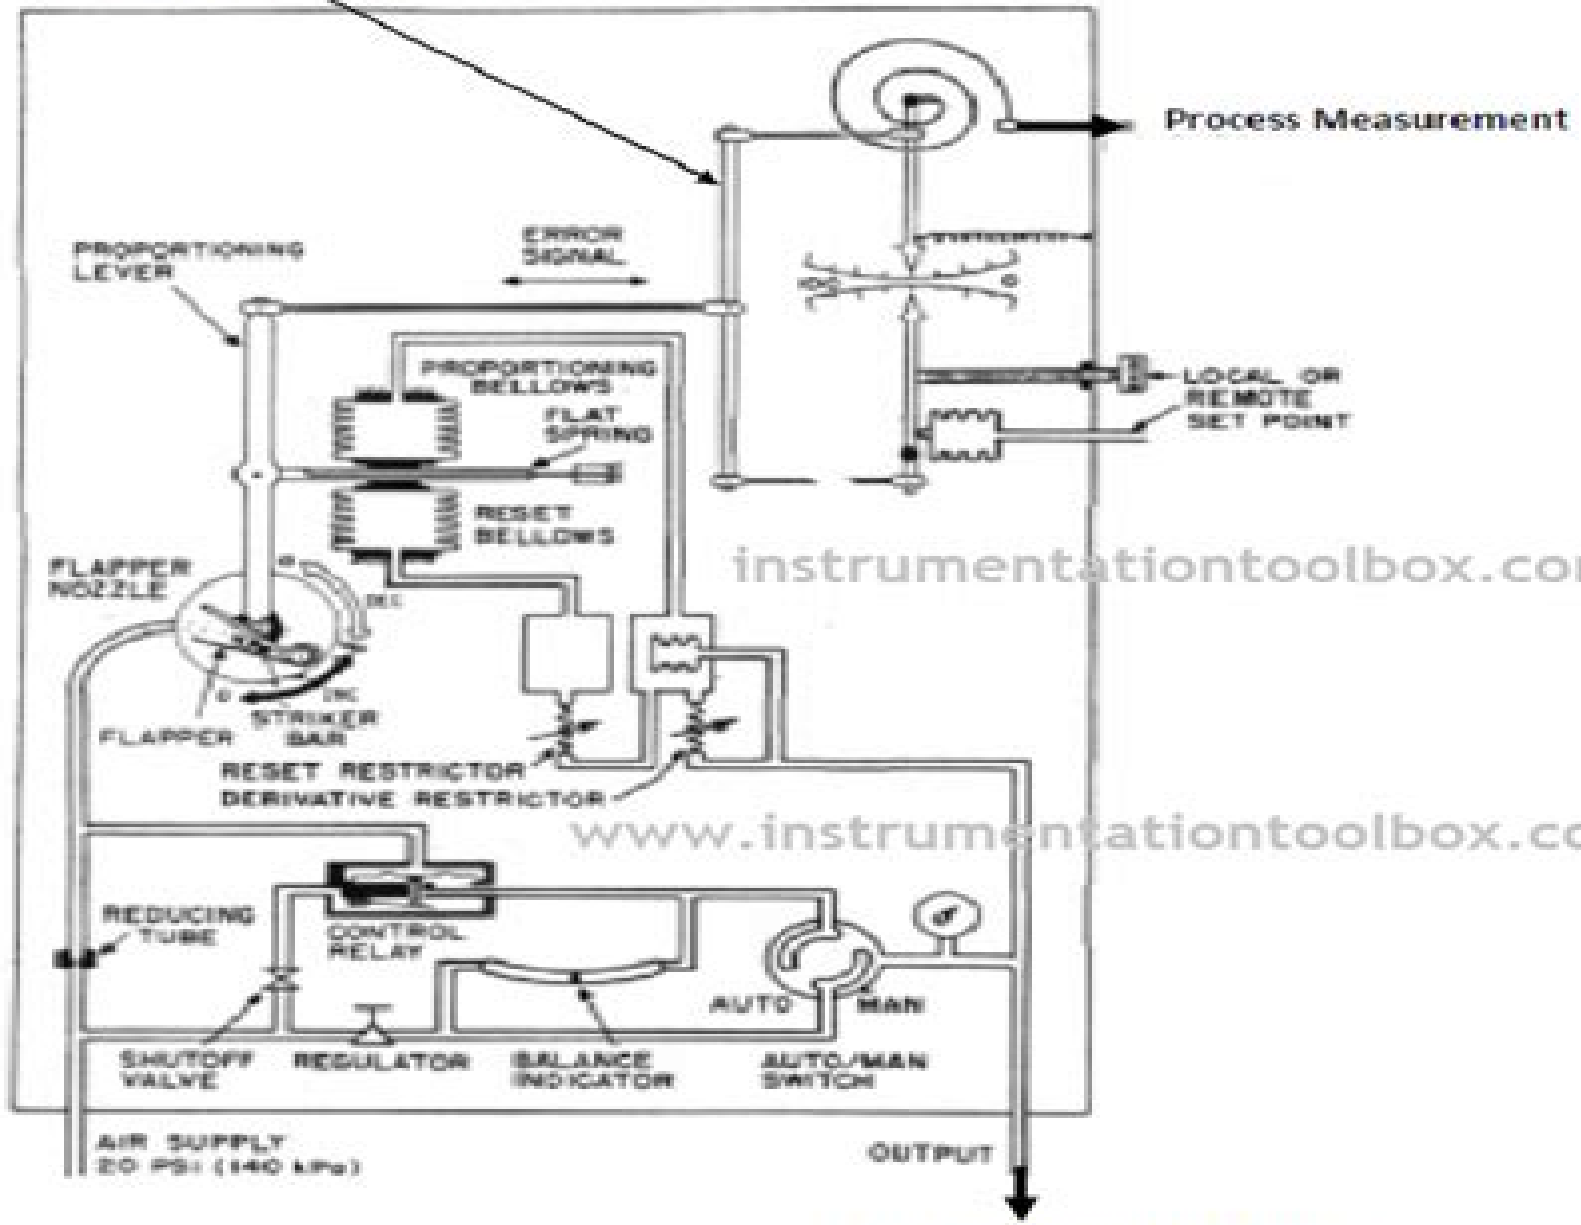 Process Measurement
ERROR
SIGNAL
PROPORTIONING
LEVER
PROPORTIONING
BELLOWS
FLAT
SPRING
LOCAL OR
REMOTE
SET POINT
RESET
BELLOWS
instrumentationtoolbox.co
FLAPPER
NOZZLE
DEC
INC
STRIKER
BAR
FLAPPER
RESET RESTRICTOR
DERIVATIVE RESTRICTOR
www.instrumentationtoolbox.co
REDUCING
TUBE
CONTROL
RELAY
AUTO
MAN
SHUTOFF
VALVE
REGULATOR
BALANCE
INDICATOR
AUTO/MAN
SWITCH
AIR SUPPLY
20 PSI (140 kPa)
OUTPUT